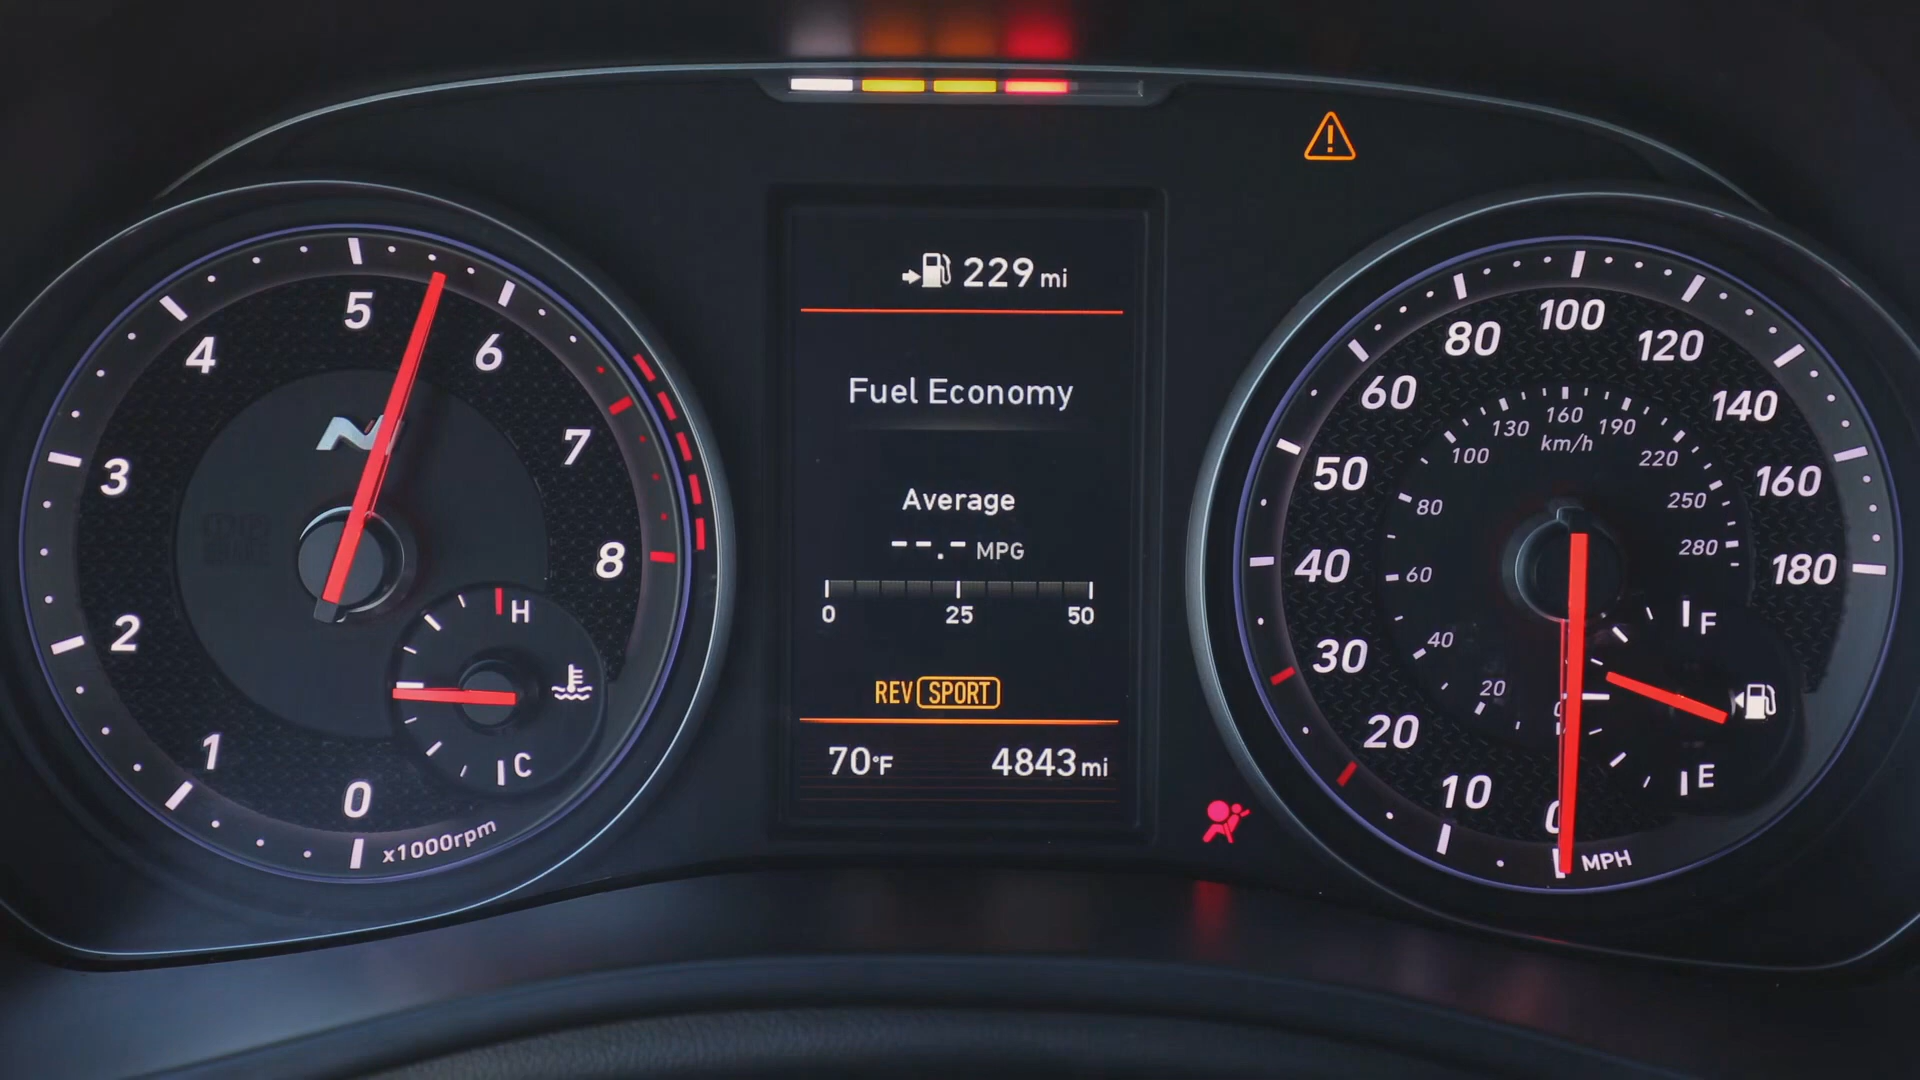 229 mi
Fuel Economy
Average
--.- MPG
0 25 50
REV SPORT
70°F 4843 mi
0
1
2
3
4
5
6
7
8
x1000rpm
N
H
C
0
10
20
30
40
50
60
80
100
120
140
160
180
MPH
20
40
60
80
100
130
160
190
220
250
280
km/h
F
E